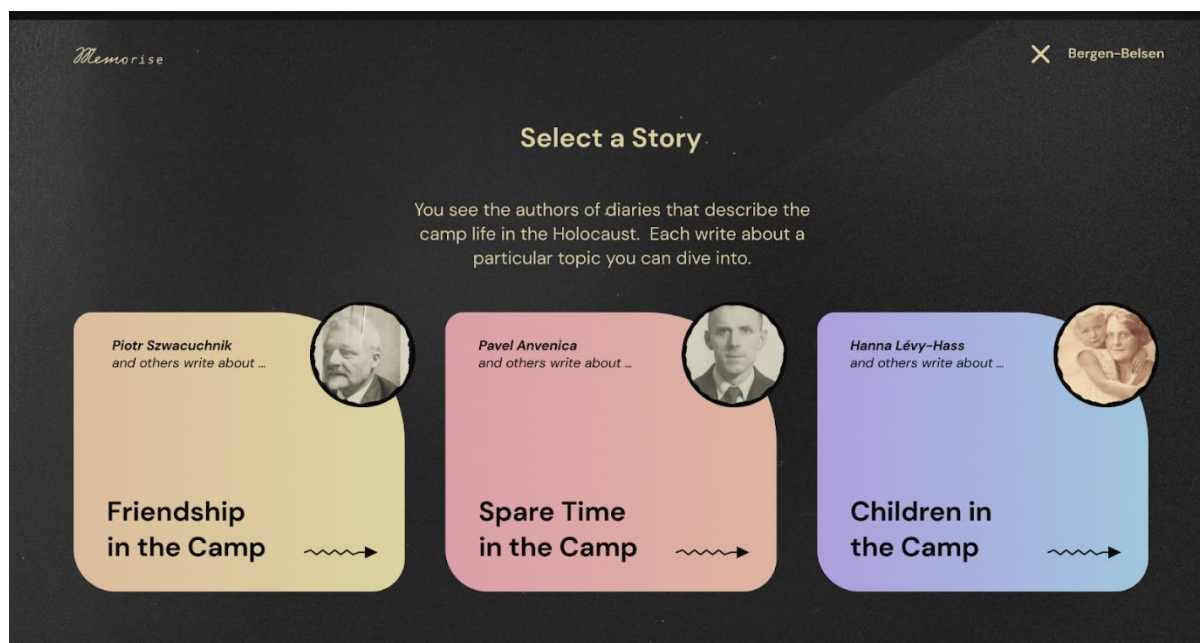 Memorise
Bergen-Belsen
Select a Story
You see the authors of diaries that describe the
camp life in the Holocaust. Each write about a
particular topic you can dive into.
Piotr Szwacuchnik
and others write about ...
Friendship
in the Camp
Pavel Anvenica
and others write about ...
Spare Time
in the Camp
Hanna Lévy-Hass
and others write about ...
Children in
the Camp